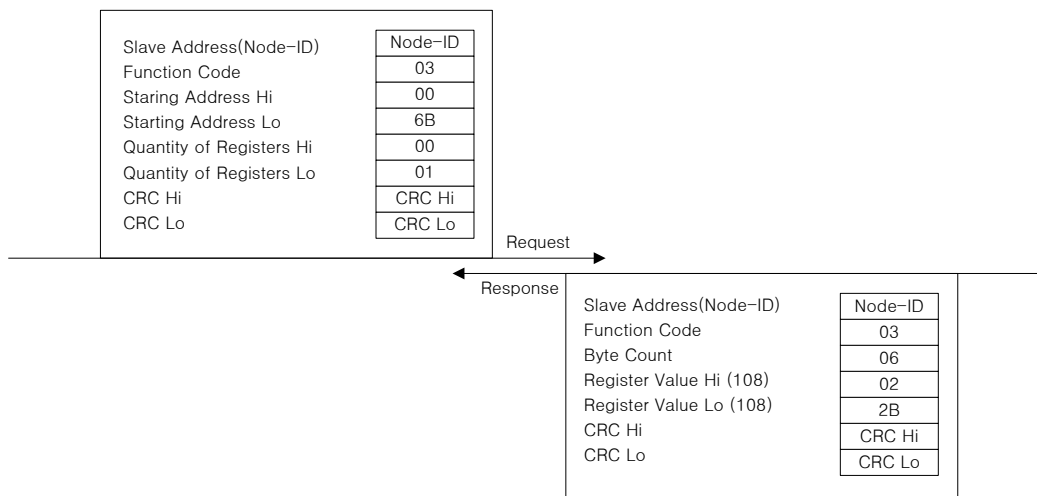 Slave Address(Node-ID) Node-ID
Function Code 03
Staring Address Hi 00
Starting Address Lo 6B
Quantity of Registers Hi 00
Quantity of Registers Lo 01
CRC Hi CRC Hi
CRC Lo CRC Lo
Request
Response
Slave Address(Node-ID) Node-ID
Function Code 03
Byte Count 06
Register Value Hi (108) 02
Register Value Lo (108) 2B
CRC Hi CRC Hi
CRC Lo CRC Lo